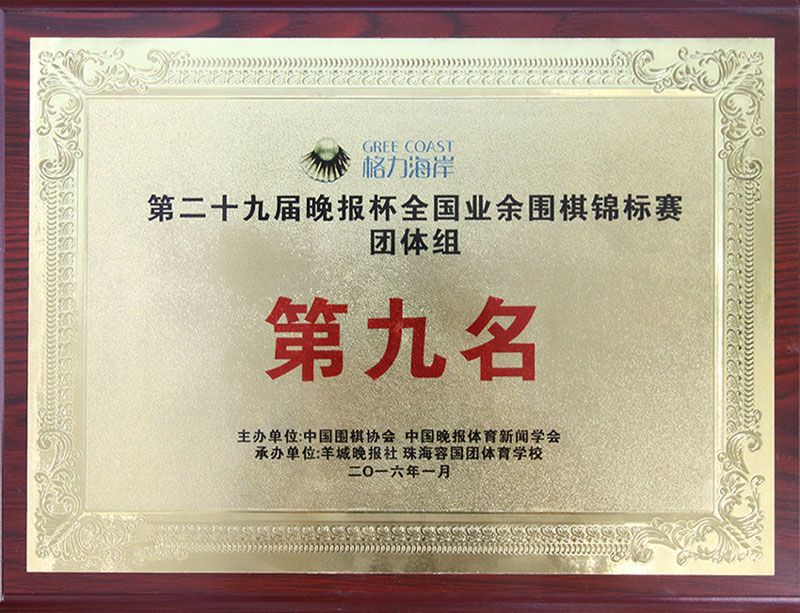 GREE COAST
格力海岸
第二十九届晚报杯全国业余围棋锦标赛
团体组
第九名
主办单位:中国围棋协会 中国晚报体育新闻学会
承办单位:羊城晚报社 珠海容国团体育学校
二〇一六年一月